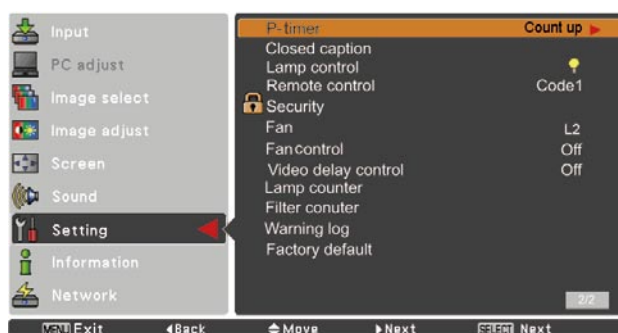 Input
PC adjust
Image select
Image adjust
Screen
Sound
Setting
Information
Network
P-timer Count up
Closed caption
Lamp control
Remote control Code1
Security
Fan L2
Fan control Off
Video delay control Off
Lamp counter
Filter conuter
Warning log
Factory default
2/2
MENU Exit Back Move Next SELECT Next